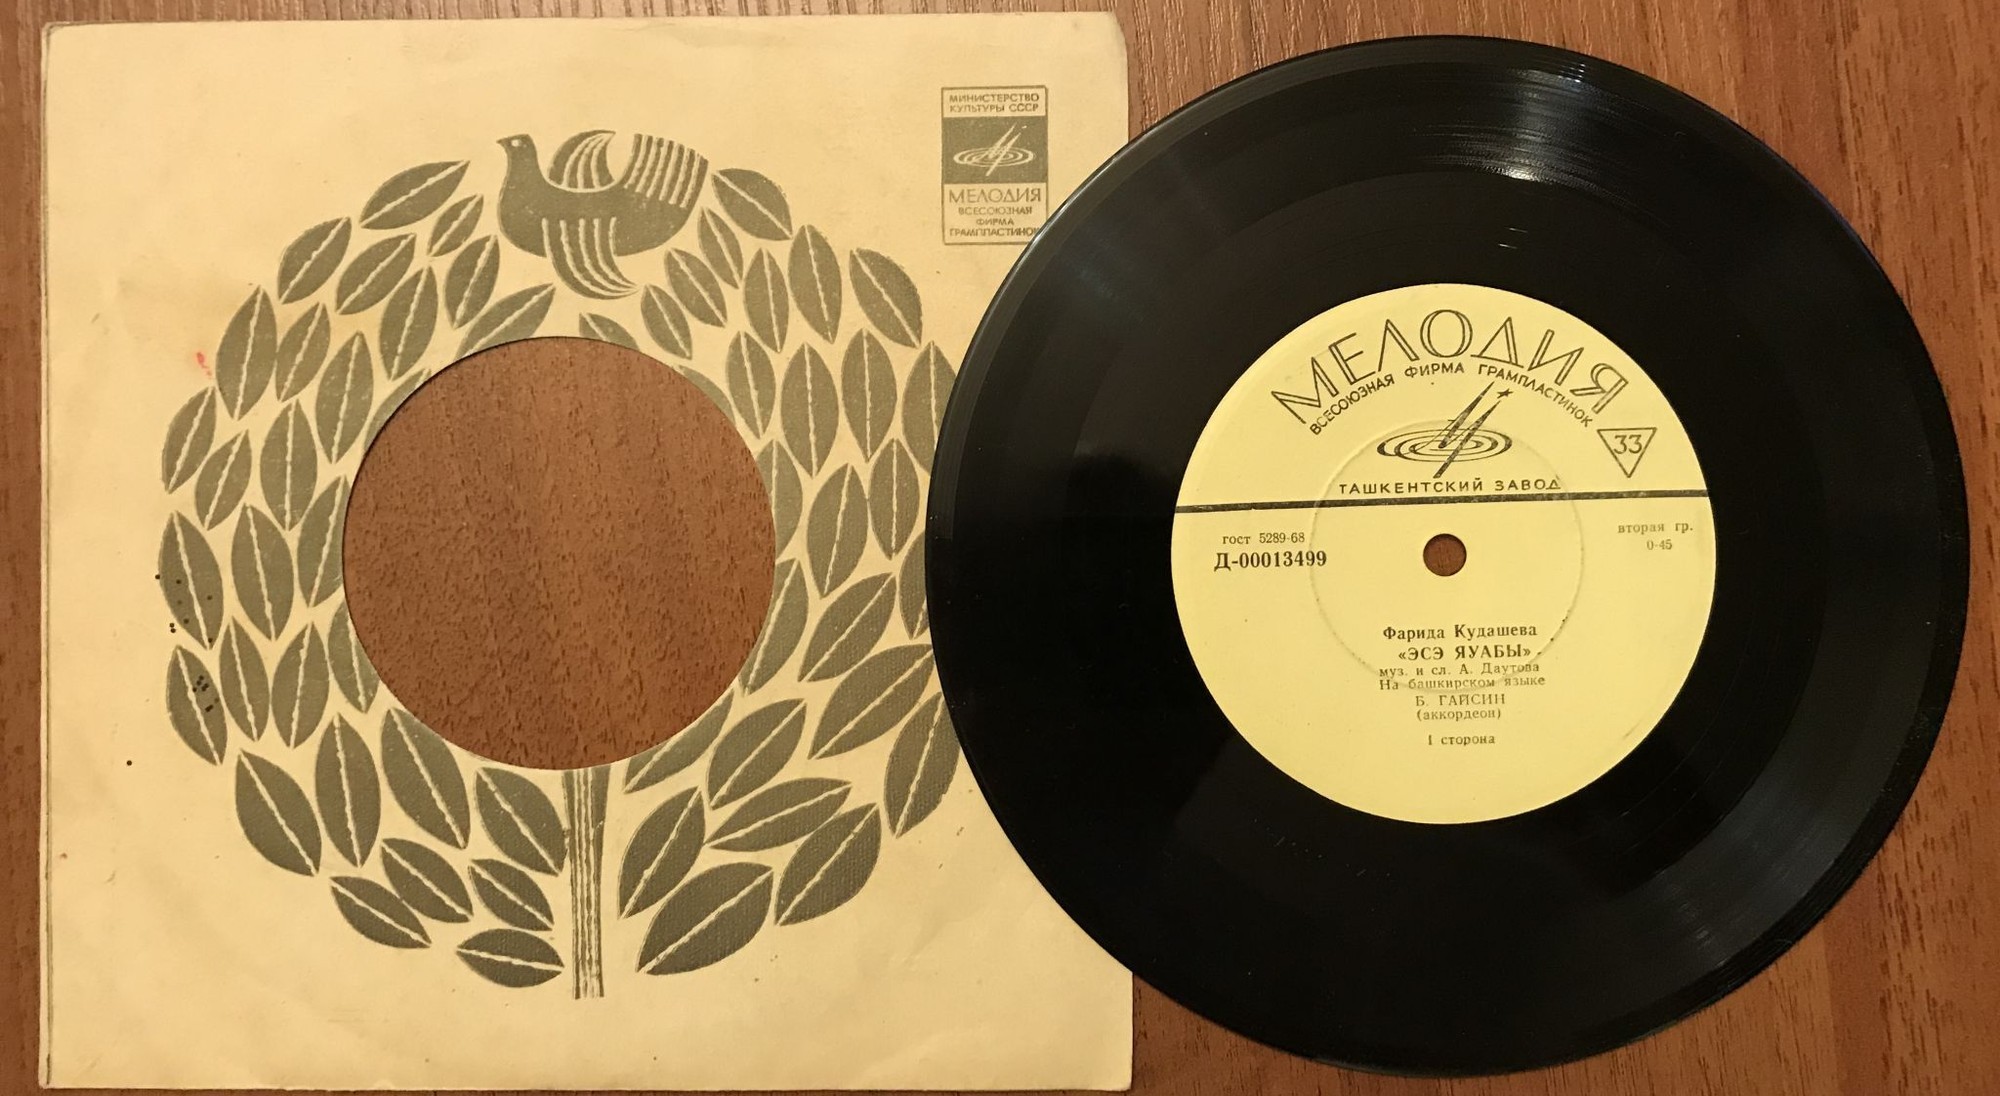 МИНИСТЕРСТВО
КУЛЬТУРЫ СССР
МЕЛОДИЯ
ВСЕСОЮЗНАЯ
ФИРМА
ГРАМПЛАСТИНОК
МЕЛОДИЯ
ВСЕСОЮЗНАЯ ФИРМА ГРАМПЛАСТИНОК
33
ТАШКЕНТСКИЙ ЗАВОД
гост 5289-68
Д-00013499
вторая гр.
0-45
Фарида Кудашева
«ЭСЭ ЯУАБЫ»
муз. и сл. А. Даутова
На башкирском языке
Б. ГАЙСИН
(аккордеон)
I сторона